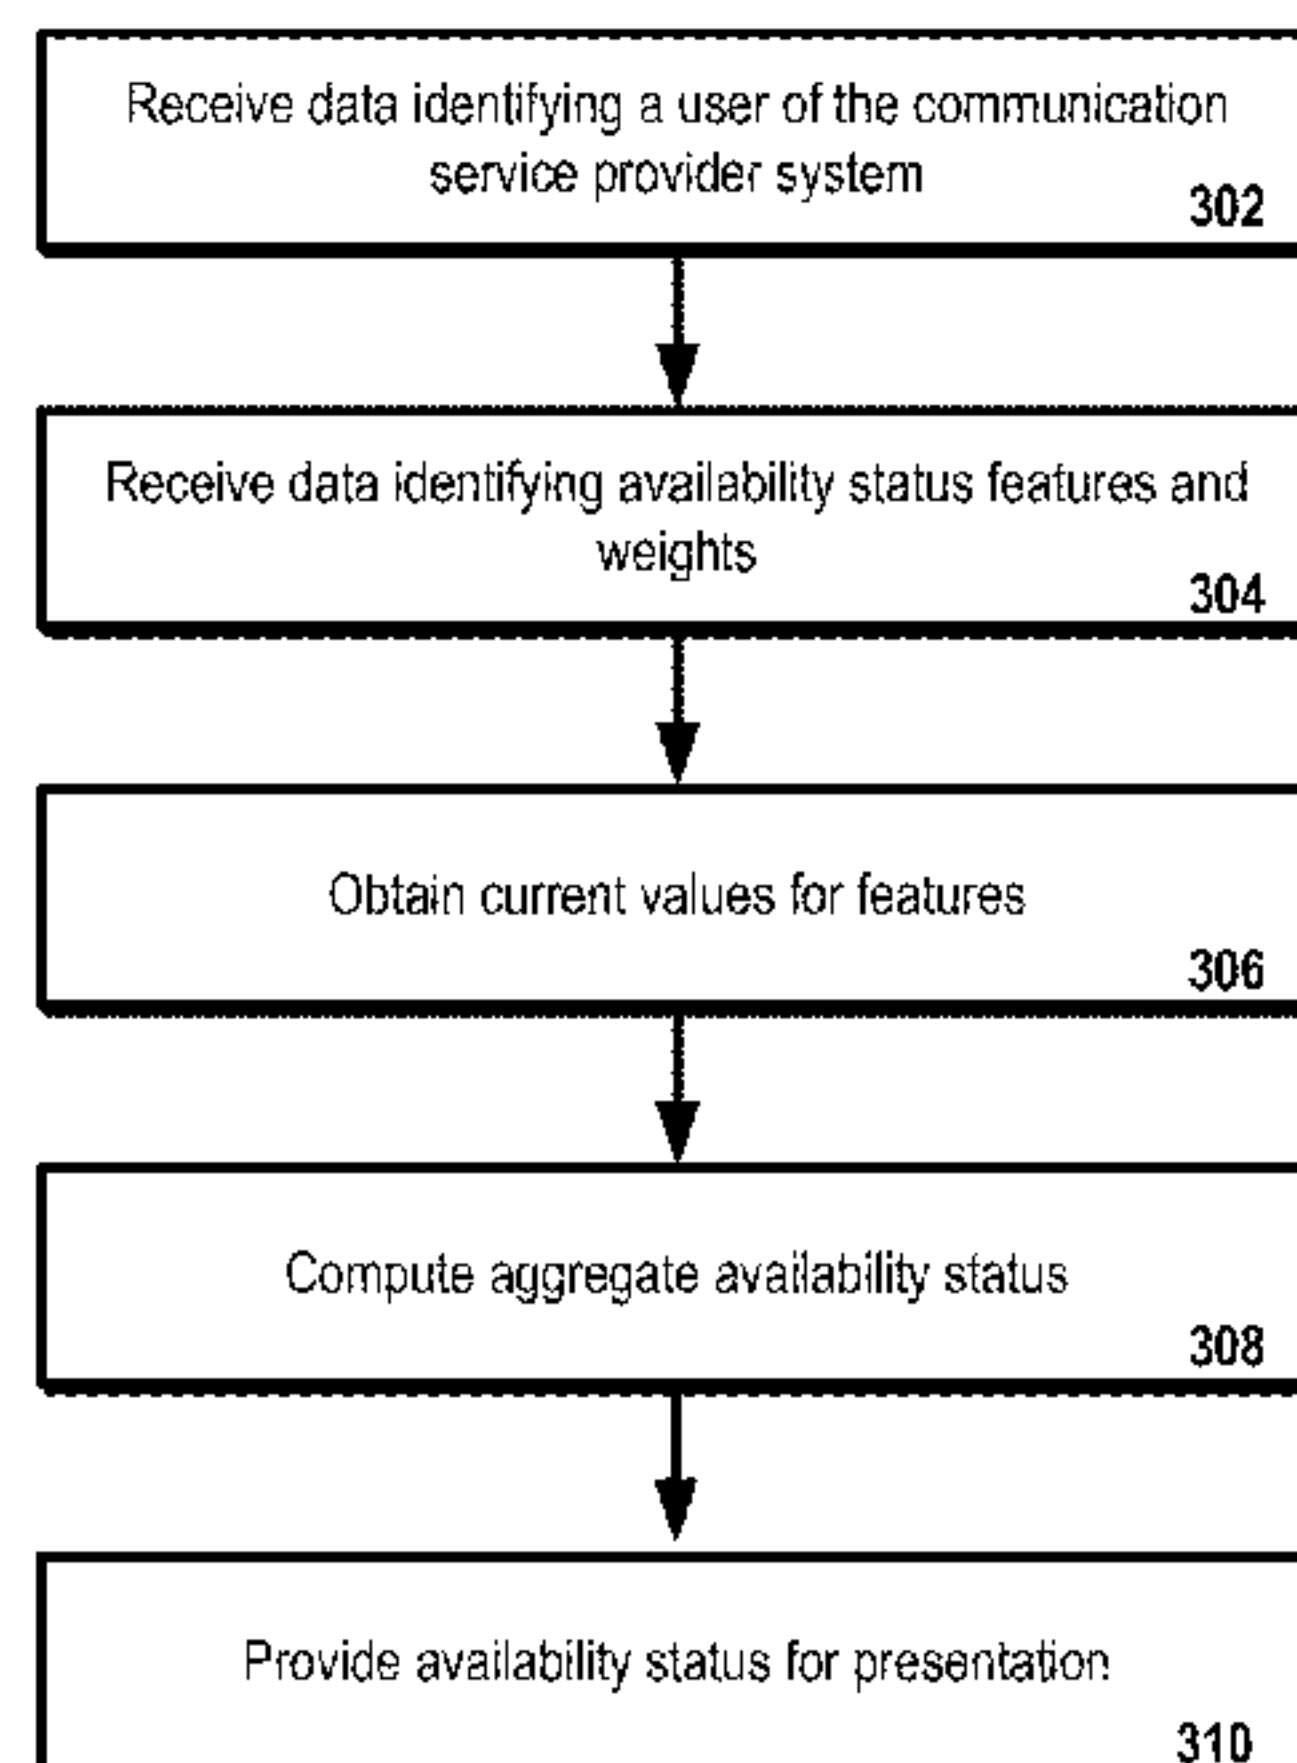 Receive data identifying a user of the communication
service provider system
302
Receive data identifying availability status features and
weights
304
Obtain current values for features
306
Compute aggregate availability status
308
Provide availability status for presentation
310